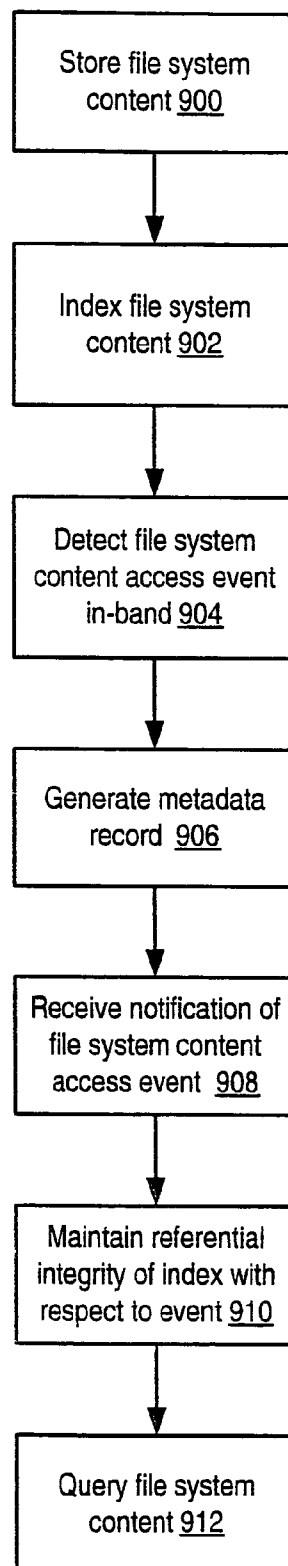 Store file system
content 900
Index file system
content 902
Detect file system
content access event
in-band 904
Generate metadata
record 906
Receive notification of
file system content
access event 908
Maintain referential
integrity of index with
respect to event 910
Query file system
content 912